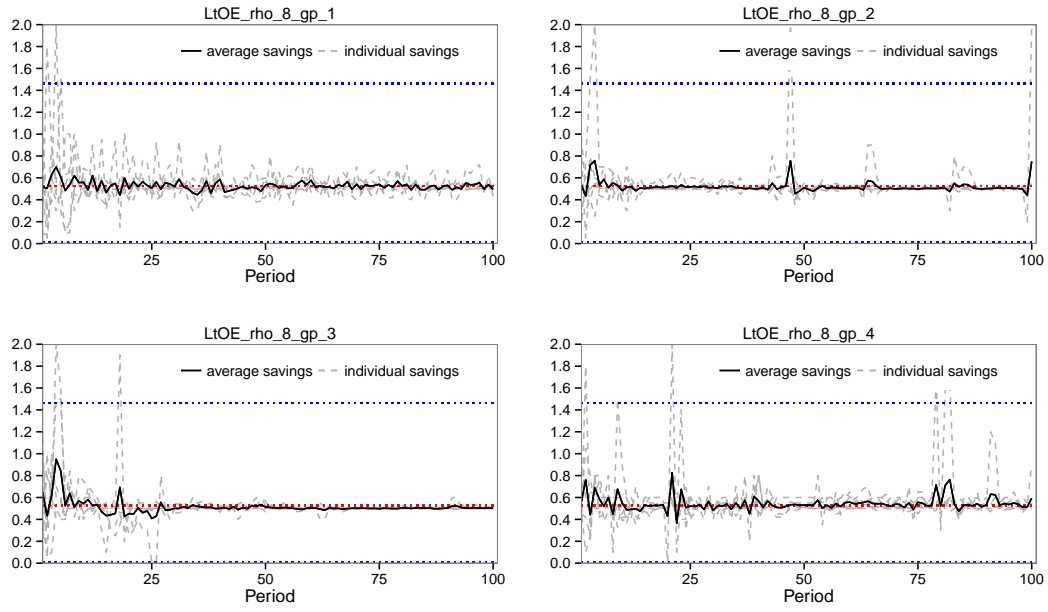 LtOE_rho_8_gp_1
average savings individual savings
2.0
1.8
1.6
1.4
1.2
1.0
0.8
0.6
0.4
0.2
0.0
25 50 75 100
Period
LtOE_rho_8_gp_2
average savings individual savings
2.0
1.8
1.6
1.4
1.2
1.0
0.8
0.6
0.4
0.2
0.0
25 50 75 100
Period
LtOE_rho_8_gp_3
average savings individual savings
2.0
1.8
1.6
1.4
1.2
1.0
0.8
0.6
0.4
0.2
0.0
25 50 75 100
Period
LtOE_rho_8_gp_4
average savings individual savings
2.0
1.8
1.6
1.4
1.2
1.0
0.8
0.6
0.4
0.2
0.0
25 50 75 100
Period